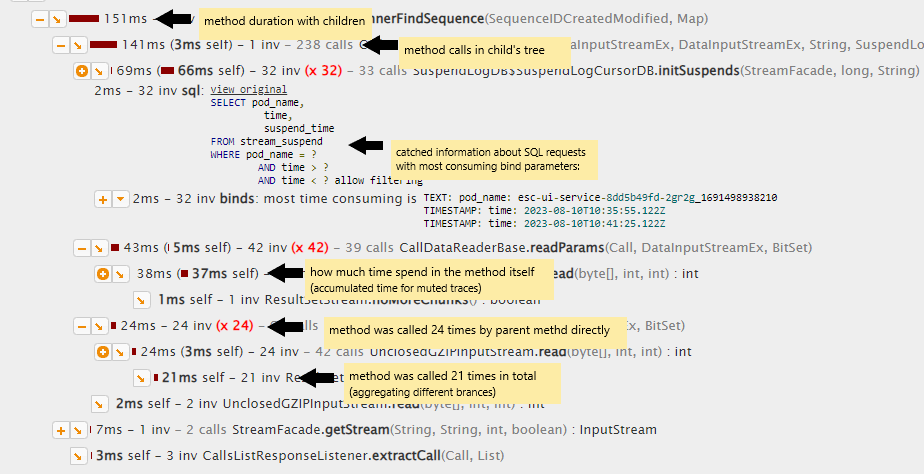 151ms – method duration with children nnerFindSequence(SequenceIDCreatedModified, Map)
141ms (3ms self) – 1 inv – 238 calls method calls in child's tree aInputStreamEx, DataInputStreamEx, String, SuspendLo
69ms (66ms self) – 32 inv (x 32) – 33 calls SuspendLogDB$SuspendLogCursorDB.initSuspends(StreamFacade, long, String)
2ms – 32 inv sql: view original
SELECT pod_name,
time,
suspend_time
FROM stream_suspend
WHERE pod_name = ?
AND time > ?
AND time < ? allow filtering
catched information about SQL requests
with most consuming bind parameters:
2ms – 32 inv binds: most time consuming is TEXT: pod_name: esc-ui-service-8dd5b49fd-2gr2g_1691498938210
TIMESTAMP: time: 2023-08-10T10:35:55.122Z
TIMESTAMP: time: 2023-08-10T10:41:25.122Z
43ms (5ms self) – 42 inv (x 42) – 39 calls CallDataReaderBase.readParams(Call, DataInputStreamEx, BitSet)
38ms (37ms self) – how much time spend in the method itself ead(byte[], int, int) : int
(accumulated time for muted traces)
1ms self – 1 inv ResultSetStream.noMoreChunks() : boolean
24ms – 24 inv (x 24) – method was called 24 times by parent methd directly Ex, BitSet)
24ms (3ms self) – 24 inv – 42 calls UnclosedGZIPInputStream.read(byte[], int, int) : int
21ms self – 21 inv Re method was called 21 times in total
(aggregating different brances)
2ms self – 2 inv UnclosedGZIPInputStream.read(byte[], int, int) : int
7ms – 1 inv – 2 calls StreamFacade.getStream(String, String, int, boolean) : InputStream
3ms self – 3 inv CallsListResponseListener.extractCall(Call, List)